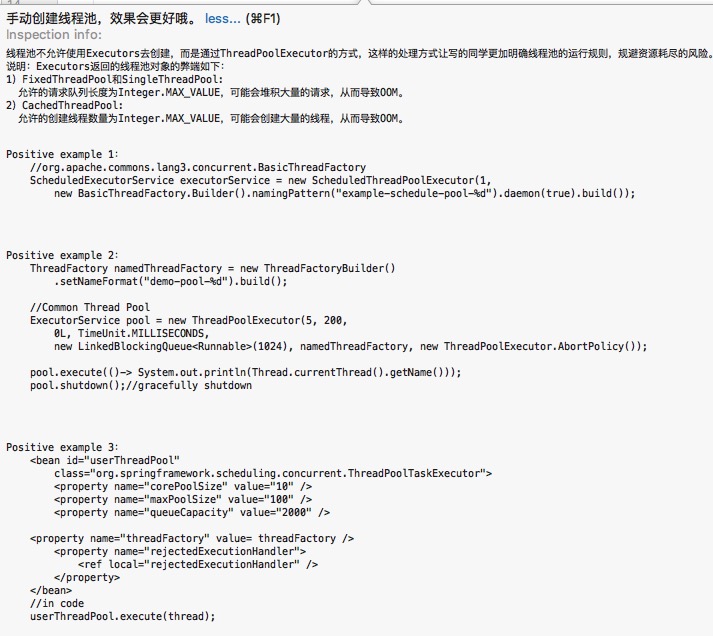 手动创建线程池，效果会更好哦。 less... (⌘F1)
Inspection info:
线程池不允许使用Executors去创建，而是通过ThreadPoolExecutor的方式，这样的处理方式让写的同学更加明确线程池的运行规则，规避资源耗尽的风险。
说明：Executors返回的线程池对象的弊端如下：
1) FixedThreadPool和SingleThreadPool:
允许的请求队列长度为Integer.MAX_VALUE，可能会堆积大量的请求，从而导致OOM。
2) CachedThreadPool:
允许的创建线程数量为Integer.MAX_VALUE，可能会创建大量的线程，从而导致OOM。
Positive example 1:
//org.apache.commons.lang3.concurrent.BasicThreadFactory
ScheduledExecutorService executorService = new ScheduledThreadPoolExecutor(1,
new BasicThreadFactory.Builder().namingPattern("example-schedule-pool-%d").daemon(true).build());
Positive example 2:
ThreadFactory namedThreadFactory = new ThreadFactoryBuilder()
.setNameFormat("demo-pool-%d").build();
//Common Thread Pool
ExecutorService pool = new ThreadPoolExecutor(5, 200,
0L, TimeUnit.MILLISECONDS,
new LinkedBlockingQueue<Runnable>(1024), namedThreadFactory, new ThreadPoolExecutor.AbortPolicy());
pool.execute(()-> System.out.println(Thread.currentThread().getName()));
pool.shutdown();//gracefully shutdown
Positive example 3:
<bean id="userThreadPool"
class="org.springframework.scheduling.concurrent.ThreadPoolTaskExecutor">
<property name="corePoolSize" value="10" />
<property name="maxPoolSize" value="100" />
<property name="queueCapacity" value="2000" />
<property name="threadFactory" value= threadFactory />
<property name="rejectedExecutionHandler">
<ref local="rejectedExecutionHandler" />
</property>
</bean>
//in code
userThreadPool.execute(thread);